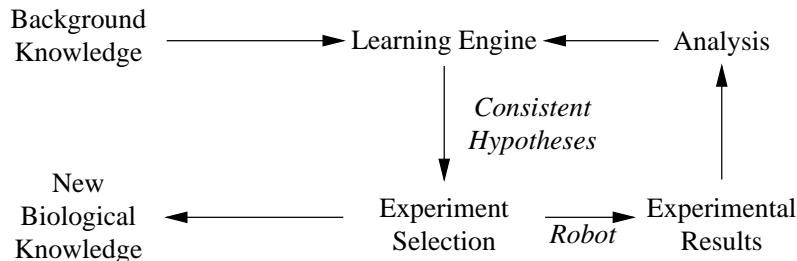 Background
Knowledge
Learning Engine
Analysis
Consistent
Hypotheses
New
Biological
Knowledge
Experiment
Selection
Robot
Experimental
Results